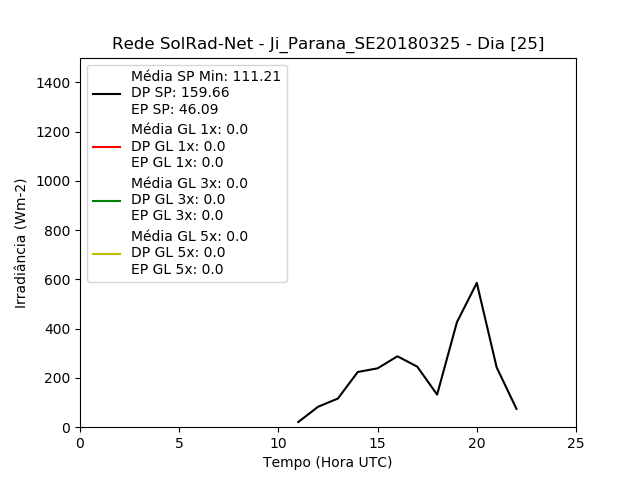 Rede SolRad-Net - Ji_Parana_SE20180325 - Dia [25]
Irradiância (Wm-2)
1400
1200
1000
800
600
400
200
0
Média SP Min: 111.21
DP SP: 159.66
EP SP: 46.09
Média GL 1x: 0.0
DP GL 1x: 0.0
EP GL 1x: 0.0
Média GL 3x: 0.0
DP GL 3x: 0.0
EP GL 3x: 0.0
Média GL 5x: 0.0
DP GL 5x: 0.0
EP GL 5x: 0.0
0 5 10 15 20 25
Tempo (Hora UTC)